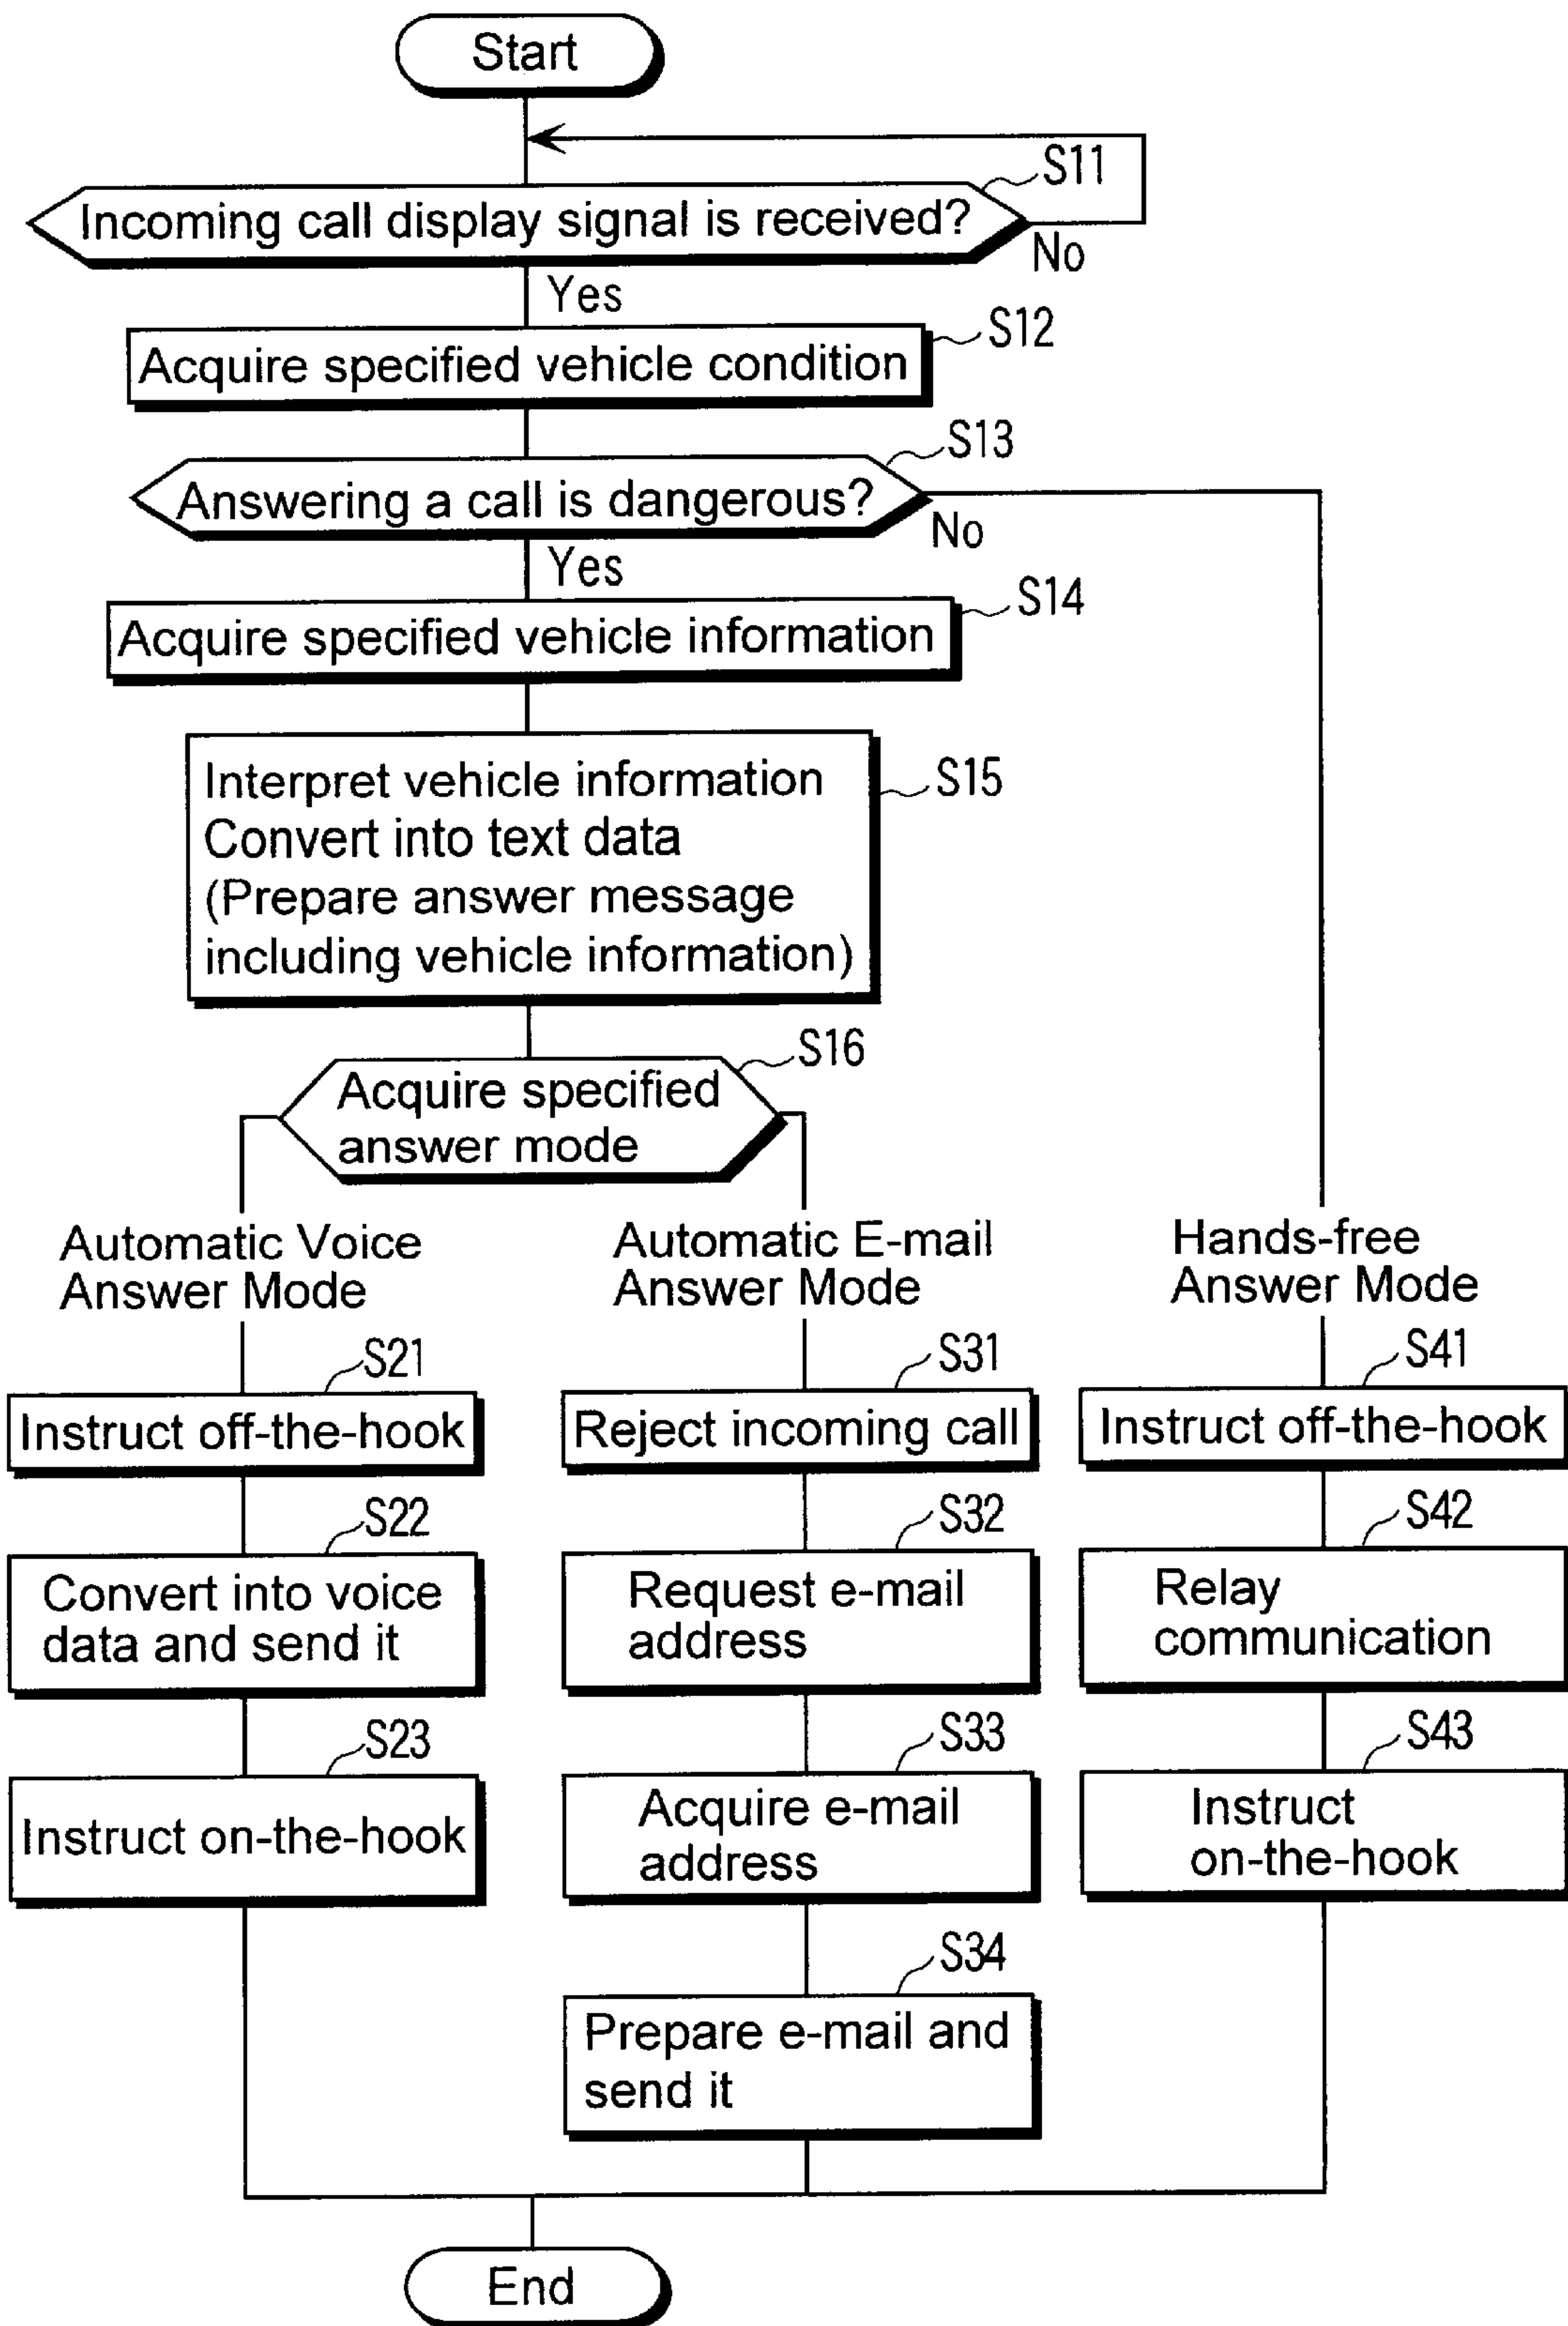 Start
S11
Incoming call display signal is received?
No
Yes
S12
Acquire specified vehicle condition
S13
Answering a call is dangerous?
No
Yes
S14
Acquire specified vehicle information
S15
Interpret vehicle information
Convert into text data
(Prepare answer message
including vehicle information)
S16
Acquire specified
answer mode
Automatic Voice
Answer Mode
S21
Instruct off-the-hook
S22
Convert into voice
data and send it
S23
Instruct on-the-hook
Automatic E-mail
Answer Mode
S31
Reject incoming call
S32
Request e-mail
address
S33
Acquire e-mail
address
S34
Prepare e-mail and
send it
Hands-free
Answer Mode
S41
Instruct off-the-hook
S42
Relay
communication
S43
Instruct
on-the-hook
End